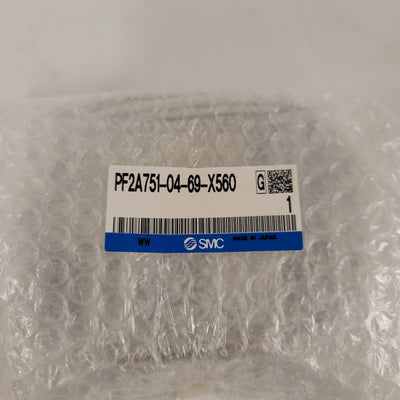 PF2A751-04-69-X560 G
1
WW SMC MADE IN JAPAN